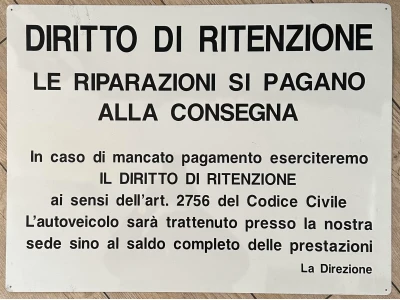 DIRITTO DI RITENZIONE
LE RIPARAZIONI SI PAGANO
ALLA CONSEGNA
In caso di mancato pagamento eserciteremo
IL DIRITTO DI RITENZIONE
ai sensi dell'art. 2756 del Codice Civile
L'autoveicolo sarà trattenuto presso la nostra
sede sino al saldo completo delle prestazioni
La Direzione